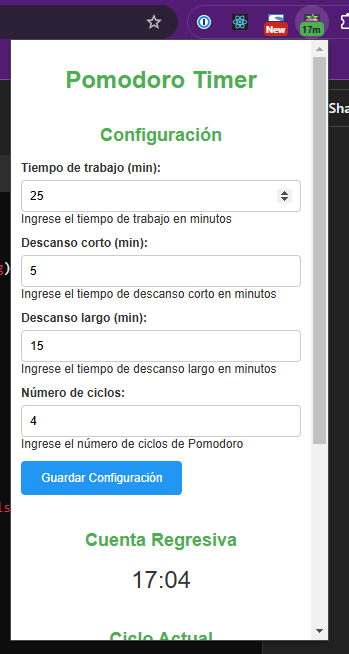 New
17m
Sha
Pomodoro Timer
Configuración
Tiempo de trabajo (min):
25
Ingrese el tiempo de trabajo en minutos
Descanso corto (min):
5
Ingrese el tiempo de descanso corto en minutos
g)
Descanso largo (min):
15
Ingrese el tiempo de descanso largo en minutos
Número de ciclos:
4
Ingrese el número de ciclos de Pomodoro
Guardar Configuración
ls
Cuenta Regresiva
17:04
Ciclo Actual